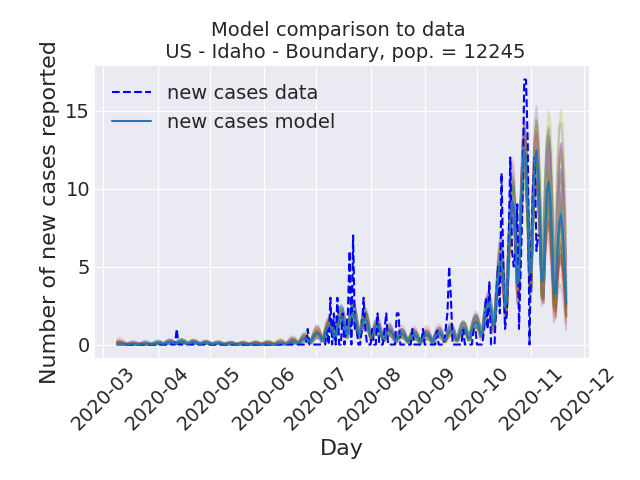 Model comparison to data
US - Idaho - Boundary, pop. = 12245
new cases data
new cases model
Number of new cases reported
15
10
5
0
2020-03
2020-04
2020-05
2020-06
2020-07
2020-08
2020-09
2020-10
2020-11
2020-12
Day